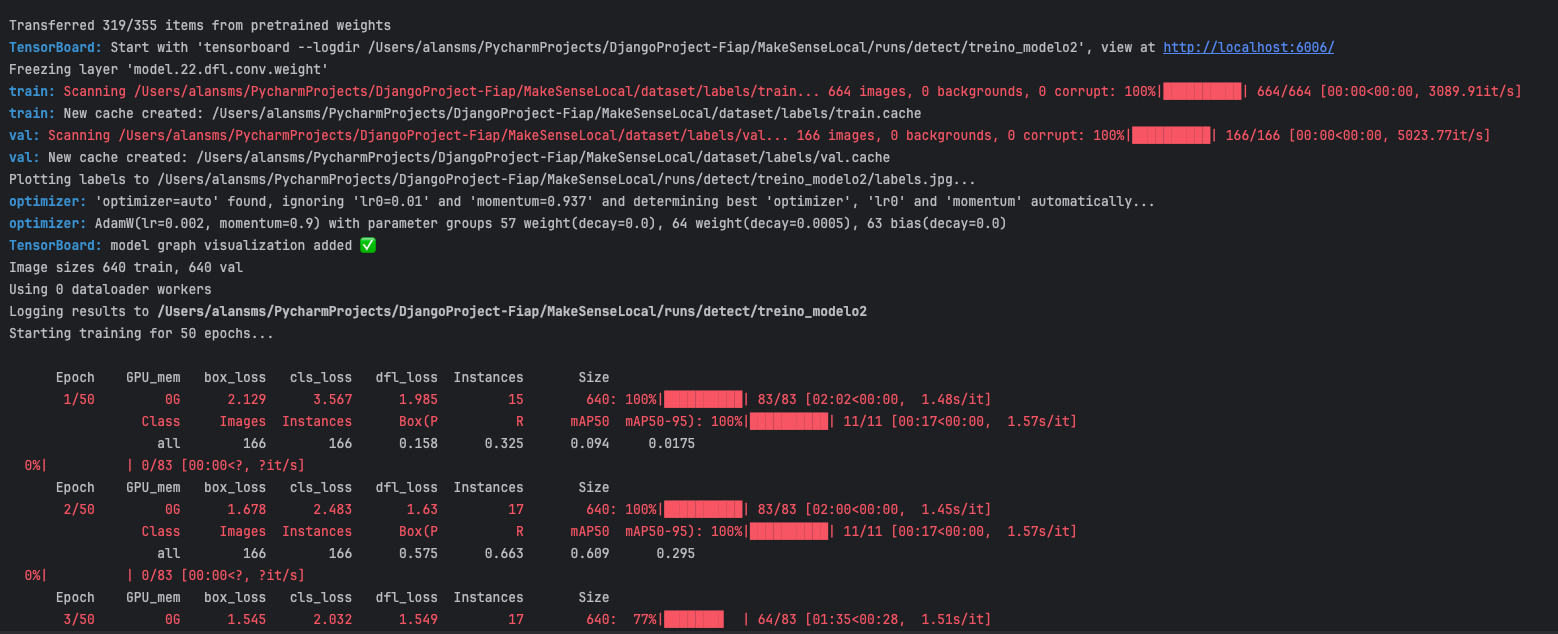 Transferred 319/355 items from pretrained weights
TensorBoard: Start with 'tensorboard --logdir /Users/alansms/PycharmProjects/DjangoProject-Fiap/MakeSenseLocal/runs/detect/treino_modelo2', view at http://localhost:6006/
Freezing layer 'model.22.dfl.conv.weight'
train: Scanning /Users/alansms/PycharmProjects/DjangoProject-Fiap/MakeSenseLocal/dataset/labels/train... 664 images, 0 backgrounds, 0 corrupt: 100%|██████████| 664/664 [00:00<00:00, 3089.91it/s]
train: New cache created: /Users/alansms/PycharmProjects/DjangoProject-Fiap/MakeSenseLocal/dataset/labels/train.cache
val: Scanning /Users/alansms/PycharmProjects/DjangoProject-Fiap/MakeSenseLocal/dataset/labels/val... 166 images, 0 backgrounds, 0 corrupt: 100%|██████████| 166/166 [00:00<00:00, 5023.77it/s]
val: New cache created: /Users/alansms/PycharmProjects/DjangoProject-Fiap/MakeSenseLocal/dataset/labels/val.cache
Plotting labels to /Users/alansms/PycharmProjects/DjangoProject-Fiap/MakeSenseLocal/runs/detect/treino_modelo2/labels.jpg...
optimizer: 'optimizer=auto' found, ignoring 'lr0=0.01' and 'momentum=0.937' and determining best 'optimizer', 'lr0' and 'momentum' automatically...
optimizer: AdamW(lr=0.002, momentum=0.9) with parameter groups 57 weight(decay=0.0), 64 weight(decay=0.0005), 63 bias(decay=0.0)
TensorBoard: model graph visualization added ✅
Image sizes 640 train, 640 val
Using 0 dataloader workers
Logging results to /Users/alansms/PycharmProjects/DjangoProject-Fiap/MakeSenseLocal/runs/detect/treino_modelo2
Starting training for 50 epochs...
Epoch GPU_mem box_loss cls_loss dfl_loss Instances Size
1/50 0G 2.129 3.567 1.985 15 640: 100%|██████████| 83/83 [02:02<00:00, 1.48s/it]
Class Images Instances Box(P R mAP50 mAP50-95): 100%|██████████| 11/11 [00:17<00:00, 1.57s/it]
all 166 166 0.158 0.325 0.094 0.0175
0%| | 0/83 [00:00<?, ?it/s]
Epoch GPU_mem box_loss cls_loss dfl_loss Instances Size
2/50 0G 1.678 2.483 1.63 17 640: 100%|██████████| 83/83 [02:00<00:00, 1.45s/it]
Class Images Instances Box(P R mAP50 mAP50-95): 100%|██████████| 11/11 [00:17<00:00, 1.57s/it]
all 166 166 0.575 0.663 0.609 0.295
0%| | 0/83 [00:00<?, ?it/s]
Epoch GPU_mem box_loss cls_loss dfl_loss Instances Size
3/50 0G 1.545 2.032 1.549 17 640: 77%|███████▋ | 64/83 [01:35<00:28, 1.51s/it]